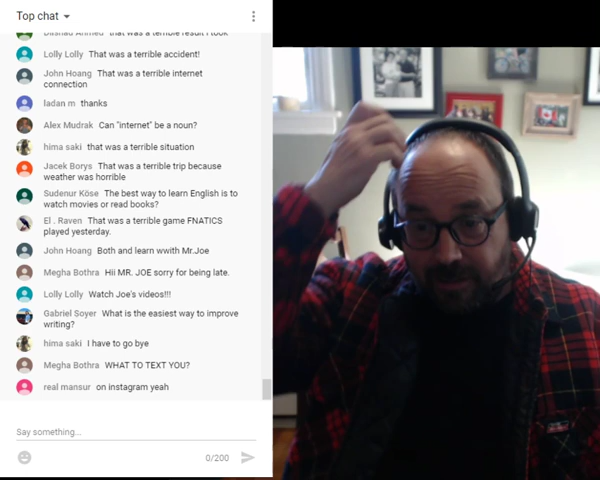 Top chat
that was a terrible result I took
Lolly Lolly That was a terrible accident!
John Hoang That was a terrible internet
connection
ladan m thanks
Alex Mudrak Can "internet" be a noun?
hima saki that was a terrible situation
Jacek Borys That was a terrible trip because
weather was horrible
Sudenur Köse The best way to learn English is to
watch movies or read books?
El . Raven That was a terrible game FNATICS
played yesterday.
John Hoang Both and learn wwith Mr.Joe
Megha Bothra Hii MR. JOE sorry for being late.
Lolly Lolly Watch Joe's videos!!!
Gabriel Soyer What is the easiest way to improve
writing?
hima saki I have to go bye
Megha Bothra WHAT TO TEXT YOU?
real mansur on instagram yeah
Say something...
0/200